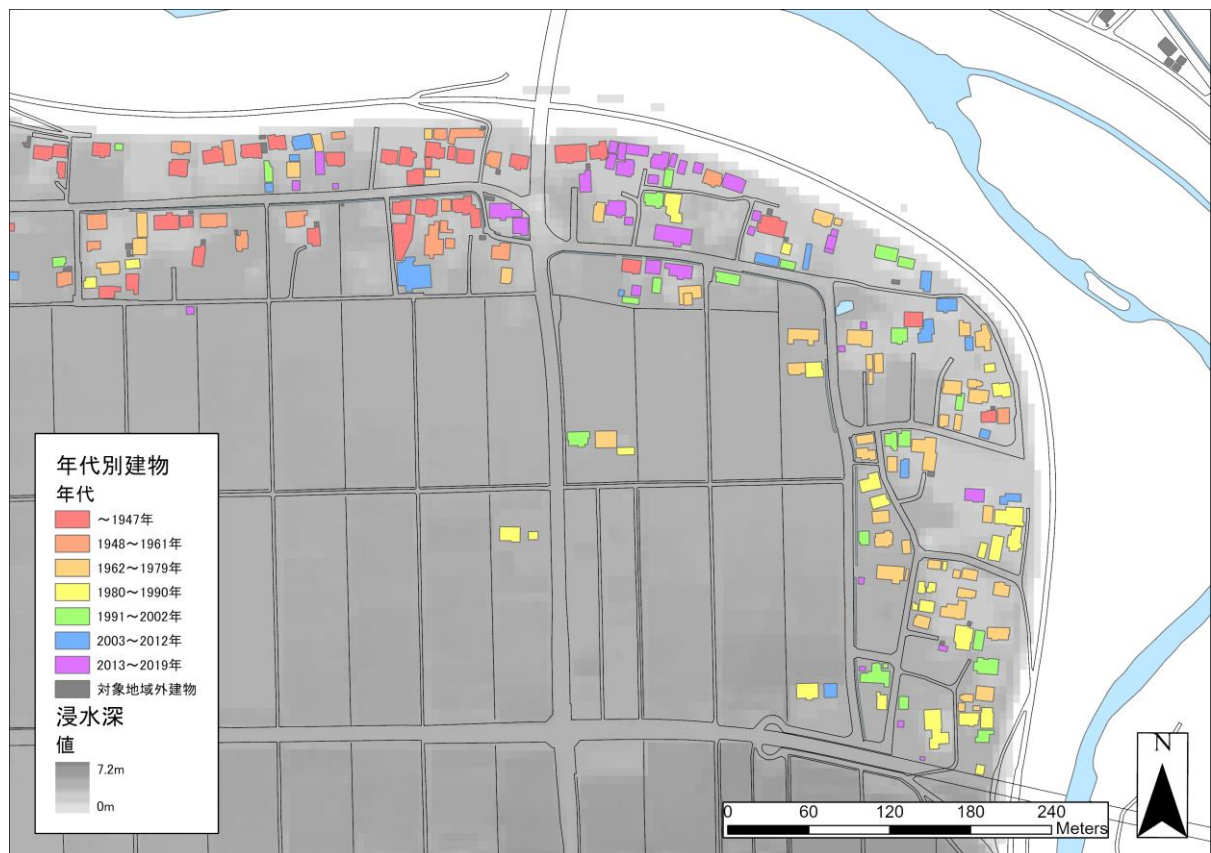 年代別建物
年代
～1947年
1948～1961年
1962～1979年
1980～1990年
1991～2002年
2003～2012年
2013～2019年
対象地域外建物
浸水深
値
7.2m
0m
N
0 60 120 180 240
Meters